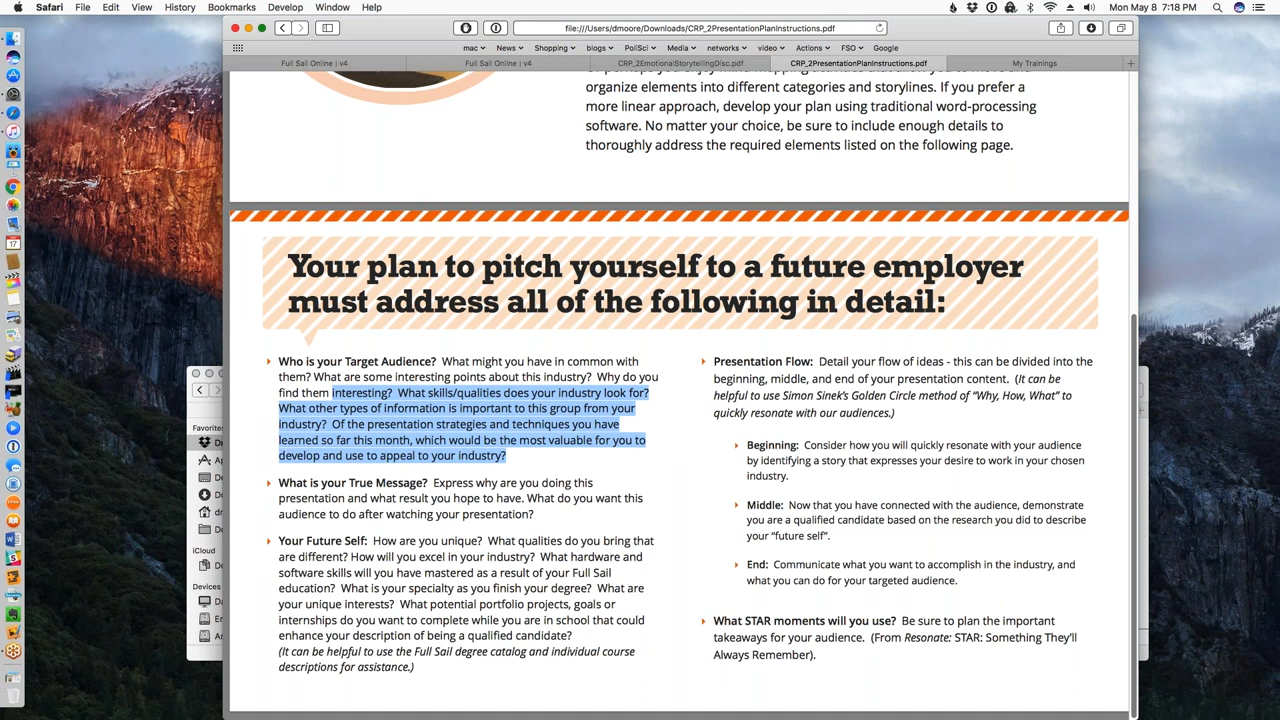 Safari File Edit View History Bookmarks Develop Window Help
Mon May 8 7:18 PM
file:///Users/dmoore/Downloads/CRP_2PresentationPlanInstructions.pdf
mac News Shopping blogs PoliSci Media networks video Actions FSO Google
Full Sail Online | v4 Full Sail Online | v4 CRP_2EmotionalStorytellingDisc.pdf CRP_2PresentationPlanInstructions.pdf My Trainings
organize elements into different categories and storylines. If you prefer a
more linear approach, develop your plan using traditional word-processing
software. No matter your choice, be sure to include enough details to
thoroughly address the required elements listed on the following page.
Your plan to pitch yourself to a future employer
must address all of the following in detail:
Who is your Target Audience? What might you have in common with
them? What are some interesting points about this industry? Why do you
find them interesting? What skills/qualities does your industry look for?
What other types of information is important to this group from your
industry? Of the presentation strategies and techniques you have
learned so far this month, which would be the most valuable for you to
develop and use to appeal to your industry?
What is your True Message? Express why are you doing this
presentation and what result you hope to have. What do you want this
audience to do after watching your presentation?
Your Future Self: How are you unique? What qualities do you bring that
are different? How will you excel in your industry? What hardware and
software skills will you have mastered as a result of your Full Sail
education? What is your specialty as you finish your degree? What are
your unique interests? What potential portfolio projects, goals or
internships do you want to complete while you are in school that could
enhance your description of being a qualified candidate?
(It can be helpful to use the Full Sail degree catalog and individual course
descriptions for assistance.)
Presentation Flow: Detail your flow of ideas - this can be divided into the
beginning, middle, and end of your presentation content. (It can be
helpful to use Simon Sinek's Golden Circle method of "Why, How, What" to
quickly resonate with our audiences.)
Beginning: Consider how you will quickly resonate with your audience
by identifying a story that expresses your desire to work in your chosen
industry.
Middle: Now that you have connected with the audience, demonstrate
you are a qualified candidate based on the research you did to describe
your "future self".
End: Communicate what you want to accomplish in the industry, and
what you can do for your targeted audience.
What STAR moments will you use? Be sure to plan the important
takeaways for your audience. (From Resonate: STAR: Something They'll
Always Remember).
Favorites
iCloud
Devices
17